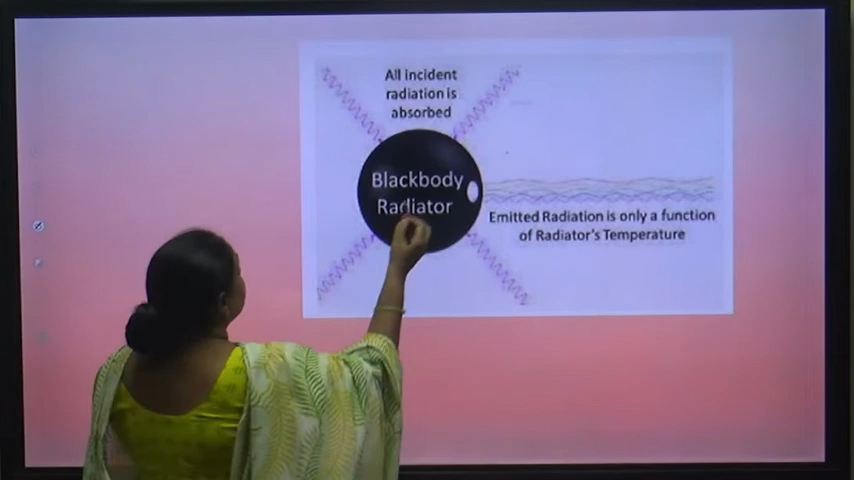 All incident
radiation is
absorbed
Blackbody
Radiator
Emitted Radiation is only a function
of Radiator's Temperature